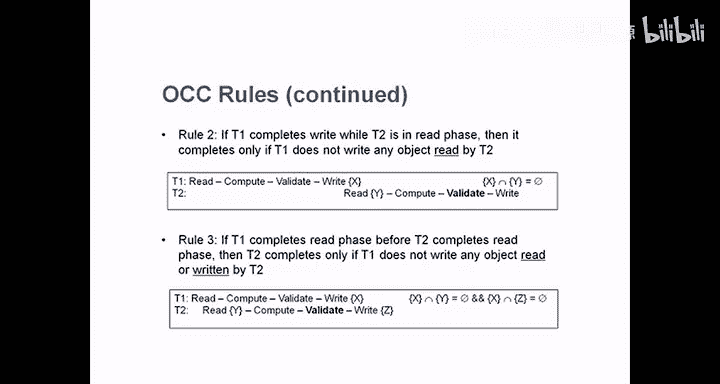 bilibili
OCC Rules (continued)
• Rule 2: If T1 completes write while T2 is in read phase, then it
completes only if T1 does not write any object read by T2
T1: Read – Compute – Validate – Write {X} {X} ∩ {Y} = ∅
T2: Read {Y} – Compute – Validate – Write
• Rule 3: If T1 completes read phase before T2 completes read
phase, then T2 completes only if T1 does not write any object read
or written by T2
T1: Read – Compute – Validate – Write {X} {X} ∩ {Y} = ∅ && {X} ∩ {Z} = ∅
T2: Read {Y} – Compute – Validate – Write {Z}